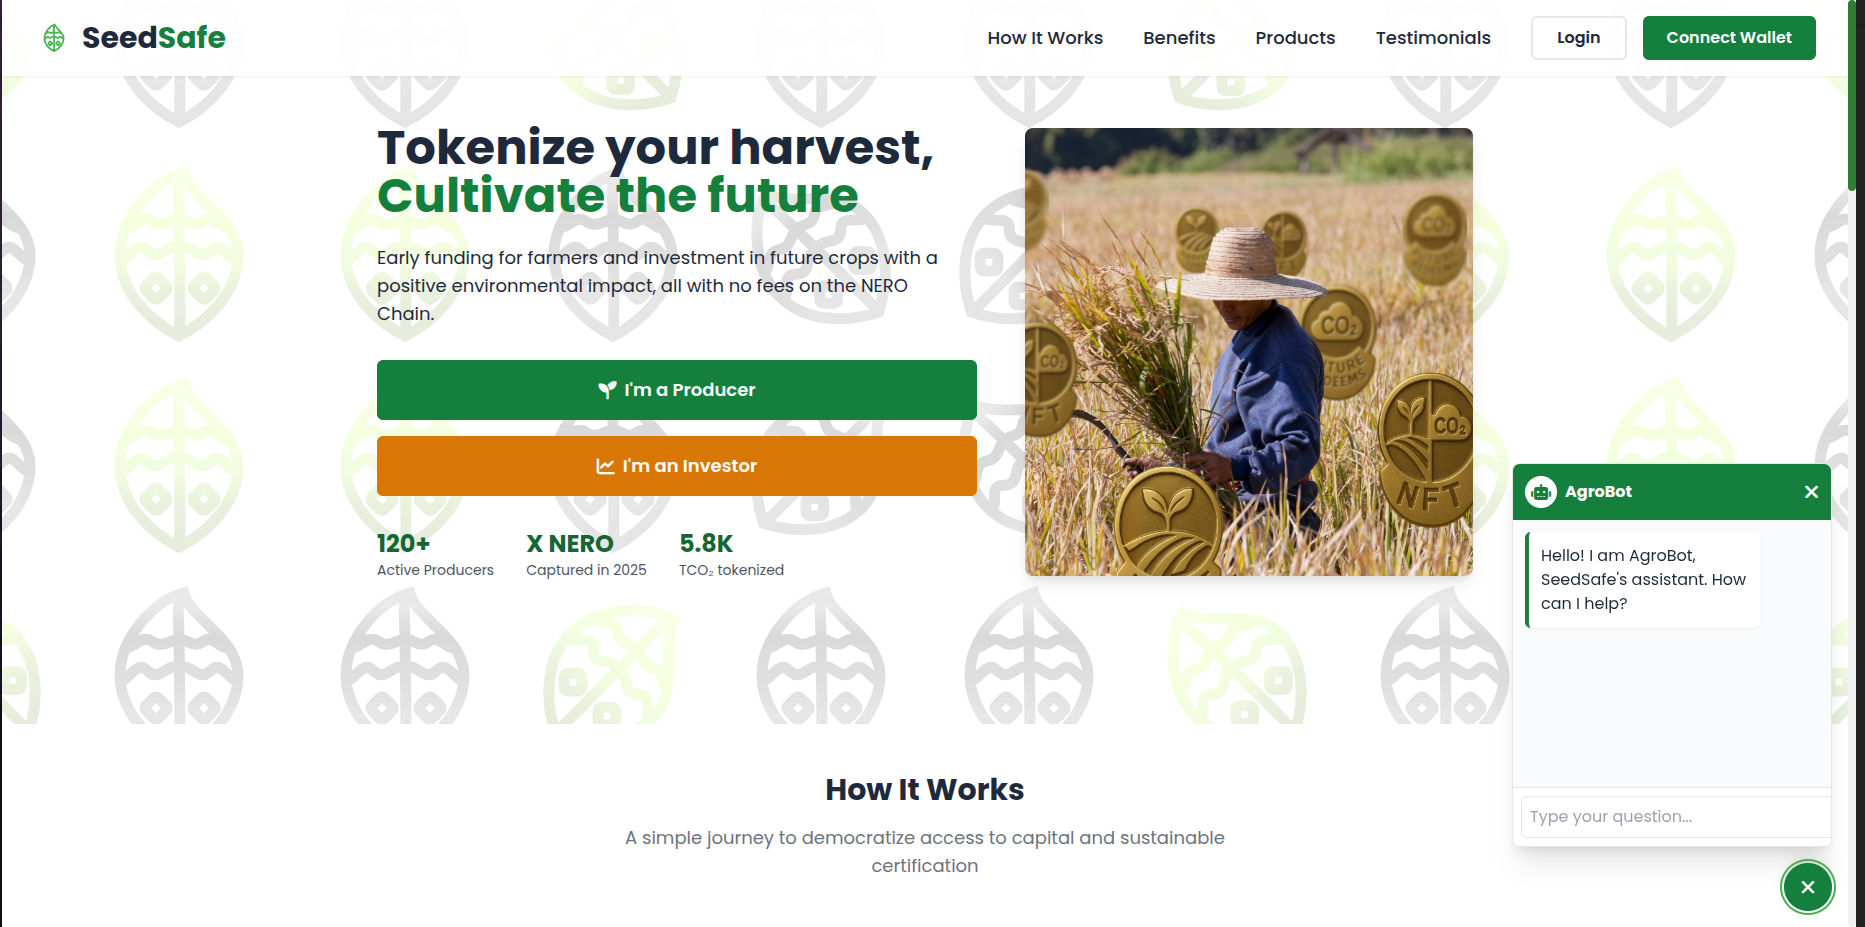 SeedSafe
How It Works
Benefits
Products
Testimonials
Login
Connect Wallet
Tokenize your harvest,
Cultivate the future
Early funding for farmers and investment in future crops with a
positive environmental impact, all with no fees on the NERO
Chain.
I'm a Producer
I'm an Investor
120+
Active Producers
X NERO
Captured in 2025
5.8K
TCO₂ tokenized
CO₂
CO₂
CO₂
CO₂
NFT
AgroBot
Hello! I am AgroBot,
SeedSafe's assistant. How
can I help?
Type your question...
How It Works
A simple journey to democratize access to capital and sustainable
certification